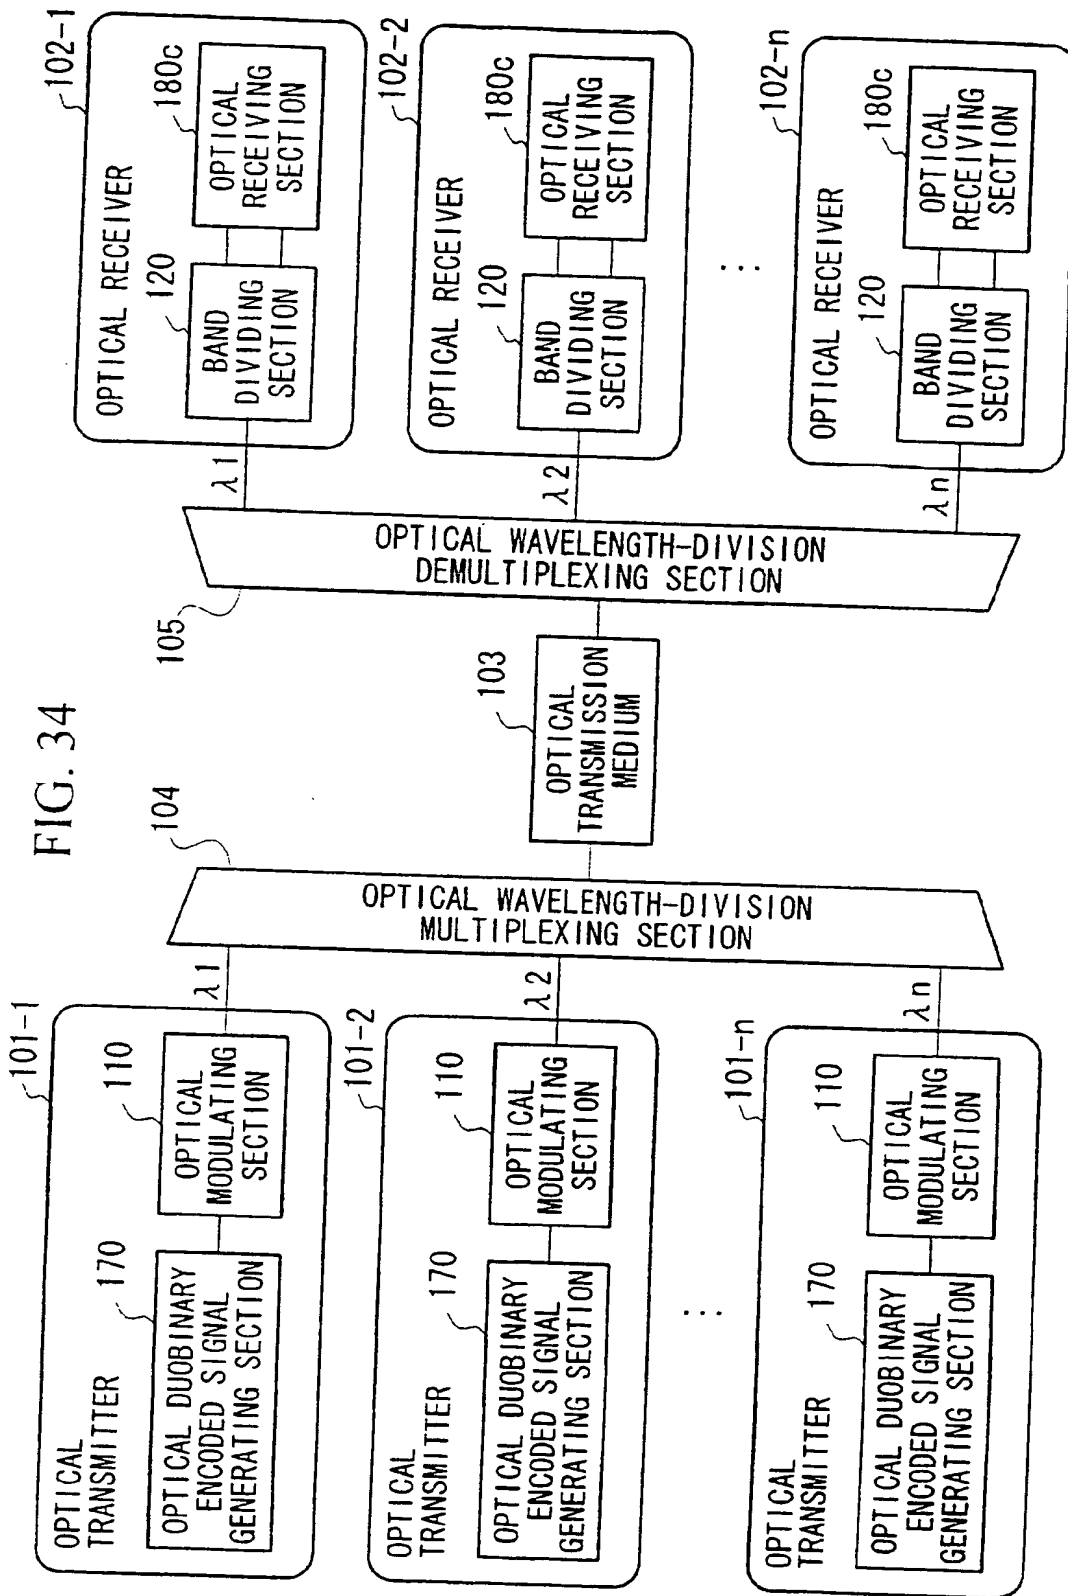 FIG. 34
101-1
OPTICAL
TRANSMITTER
170
OPTICAL DUOBINARY
ENCODED SIGNAL
GENERATING SECTION
110
OPTICAL
MODULATING
SECTION
λ1
101-2
OPTICAL
TRANSMITTER
170
OPTICAL DUOBINARY
ENCODED SIGNAL
GENERATING SECTION
110
OPTICAL
MODULATING
SECTION
λ2
...
101-n
OPTICAL
TRANSMITTER
170
OPTICAL DUOBINARY
ENCODED SIGNAL
GENERATING SECTION
110
OPTICAL
MODULATING
SECTION
λn
104
OPTICAL WAVELENGTH-DIVISION
MULTIPLEXING SECTION
103
OPTICAL
TRANSMISSION
MEDIUM
105
OPTICAL WAVELENGTH-DIVISION
DEMULTIPLEXING SECTION
λ1
102-1
OPTICAL RECEIVER
120
BAND
DIVIDING
SECTION
180c
OPTICAL
RECEIVING
SECTION
λ2
102-2
OPTICAL RECEIVER
120
BAND
DIVIDING
SECTION
180c
OPTICAL
RECEIVING
SECTION
...
λn
102-n
OPTICAL RECEIVER
120
BAND
DIVIDING
SECTION
180c
OPTICAL
RECEIVING
SECTION